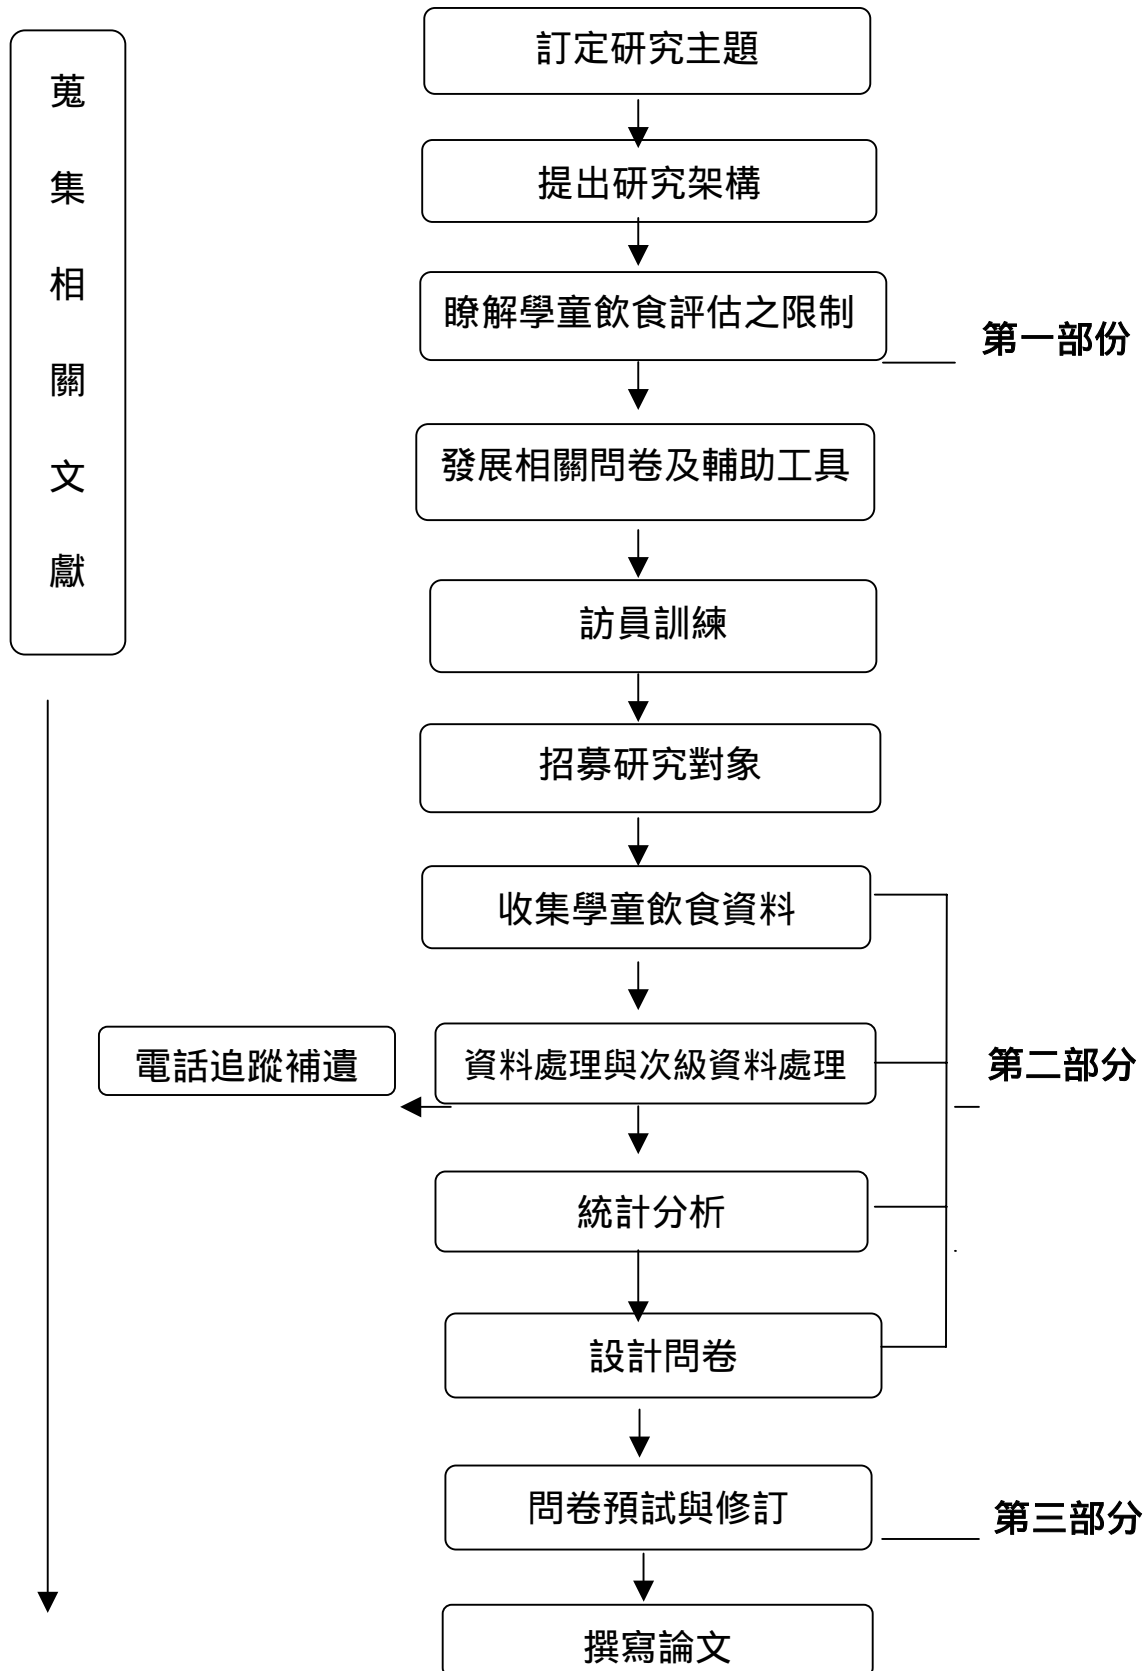 蒐集相關文獻
訂定研究主題
提出研究架構
瞭解學童飲食評估之限制
第一部份
發展相關問卷及輔助工具
訪員訓練
招募研究對象
收集學童飲食資料
電話追蹤補遺
資料處理與次級資料處理
第二部分
統計分析
設計問卷
問卷預試與修訂
第三部分
撰寫論文